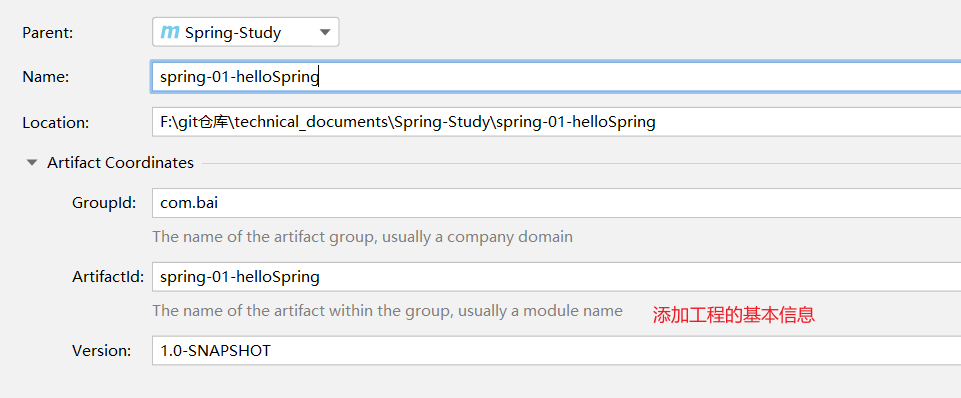 Parent: m Spring-Study
Name: spring-01-helloSpring
Location: F:\git仓库\technical_documents\Spring-Study\spring-01-helloSpring
Artifact Coordinates
GroupId: com.bai
The name of the artifact group, usually a company domain
ArtifactId: spring-01-helloSpring
The name of the artifact within the group, usually a module name 添加工程的基本信息
Version: 1.0-SNAPSHOT